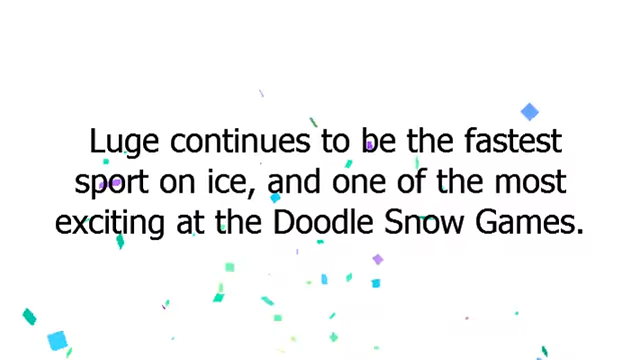 Luge continues to be the fastest
sport on ice, and one of the most
exciting at the Doodle Snow Games.